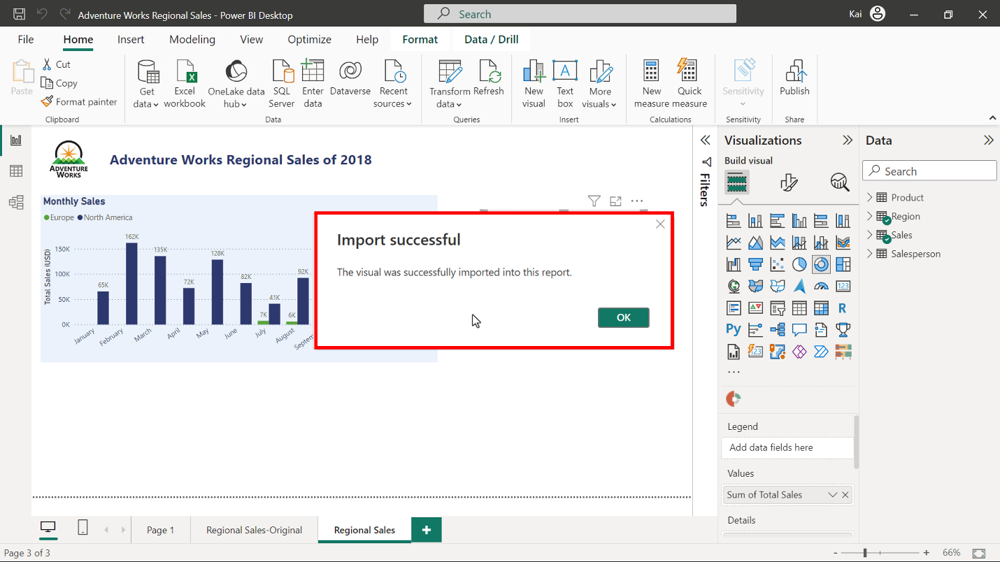 Adventure Works Regional Sales - Power BI Desktop
Search
Kai
File
Home
Insert
Modeling
View
Optimize
Help
Format
Data / Drill
Paste
Cut
Copy
Format painter
Clipboard
Get
data
Excel
workbook
OneLake data
hub
SQL
Server
Enter
data
Dataverse
Recent
sources
Data
Transform
data
Refresh
Queries
New
visual
Text
box
More
visuals
Insert
New
measure
Quick
measure
Calculations
Sensitivity
Sensitivity
Publish
Share
ADVENTURE
WORKS
Adventure Works Regional Sales of 2018
Monthly Sales
Europe
North America
Total Sales (USD)
150K
100K
50K
0K
65K
162K
135K
72K
128K
82K
7K
41K
6K
92K
January
February
March
April
May
June
July
August
Septem
Import successful
The visual was successfully imported into this report.
OK
Filters
Visualizations
Build visual
123
R
Py
123
Legend
Add data fields here
Values
Sum of Total Sales
Details
Data
Search
Product
Region
Sales
Salesperson
Page 1
Regional Sales-Original
Regional Sales
Page 3 of 3
- +
66%